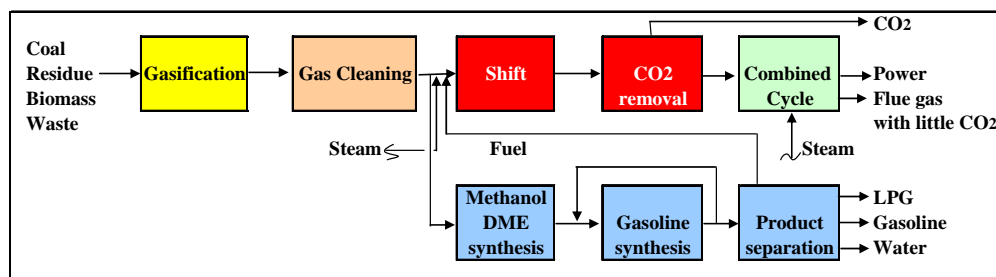 Coal
Residue
Biomass
Waste
Gasification
Gas Cleaning
Shift
CO2
removal
Combined
Cycle
CO2
Power
Flue gas
with little CO2
Steam
Fuel
Steam
Methanol
DME
synthesis
Gasoline
synthesis
Product
separation
LPG
Gasoline
Water